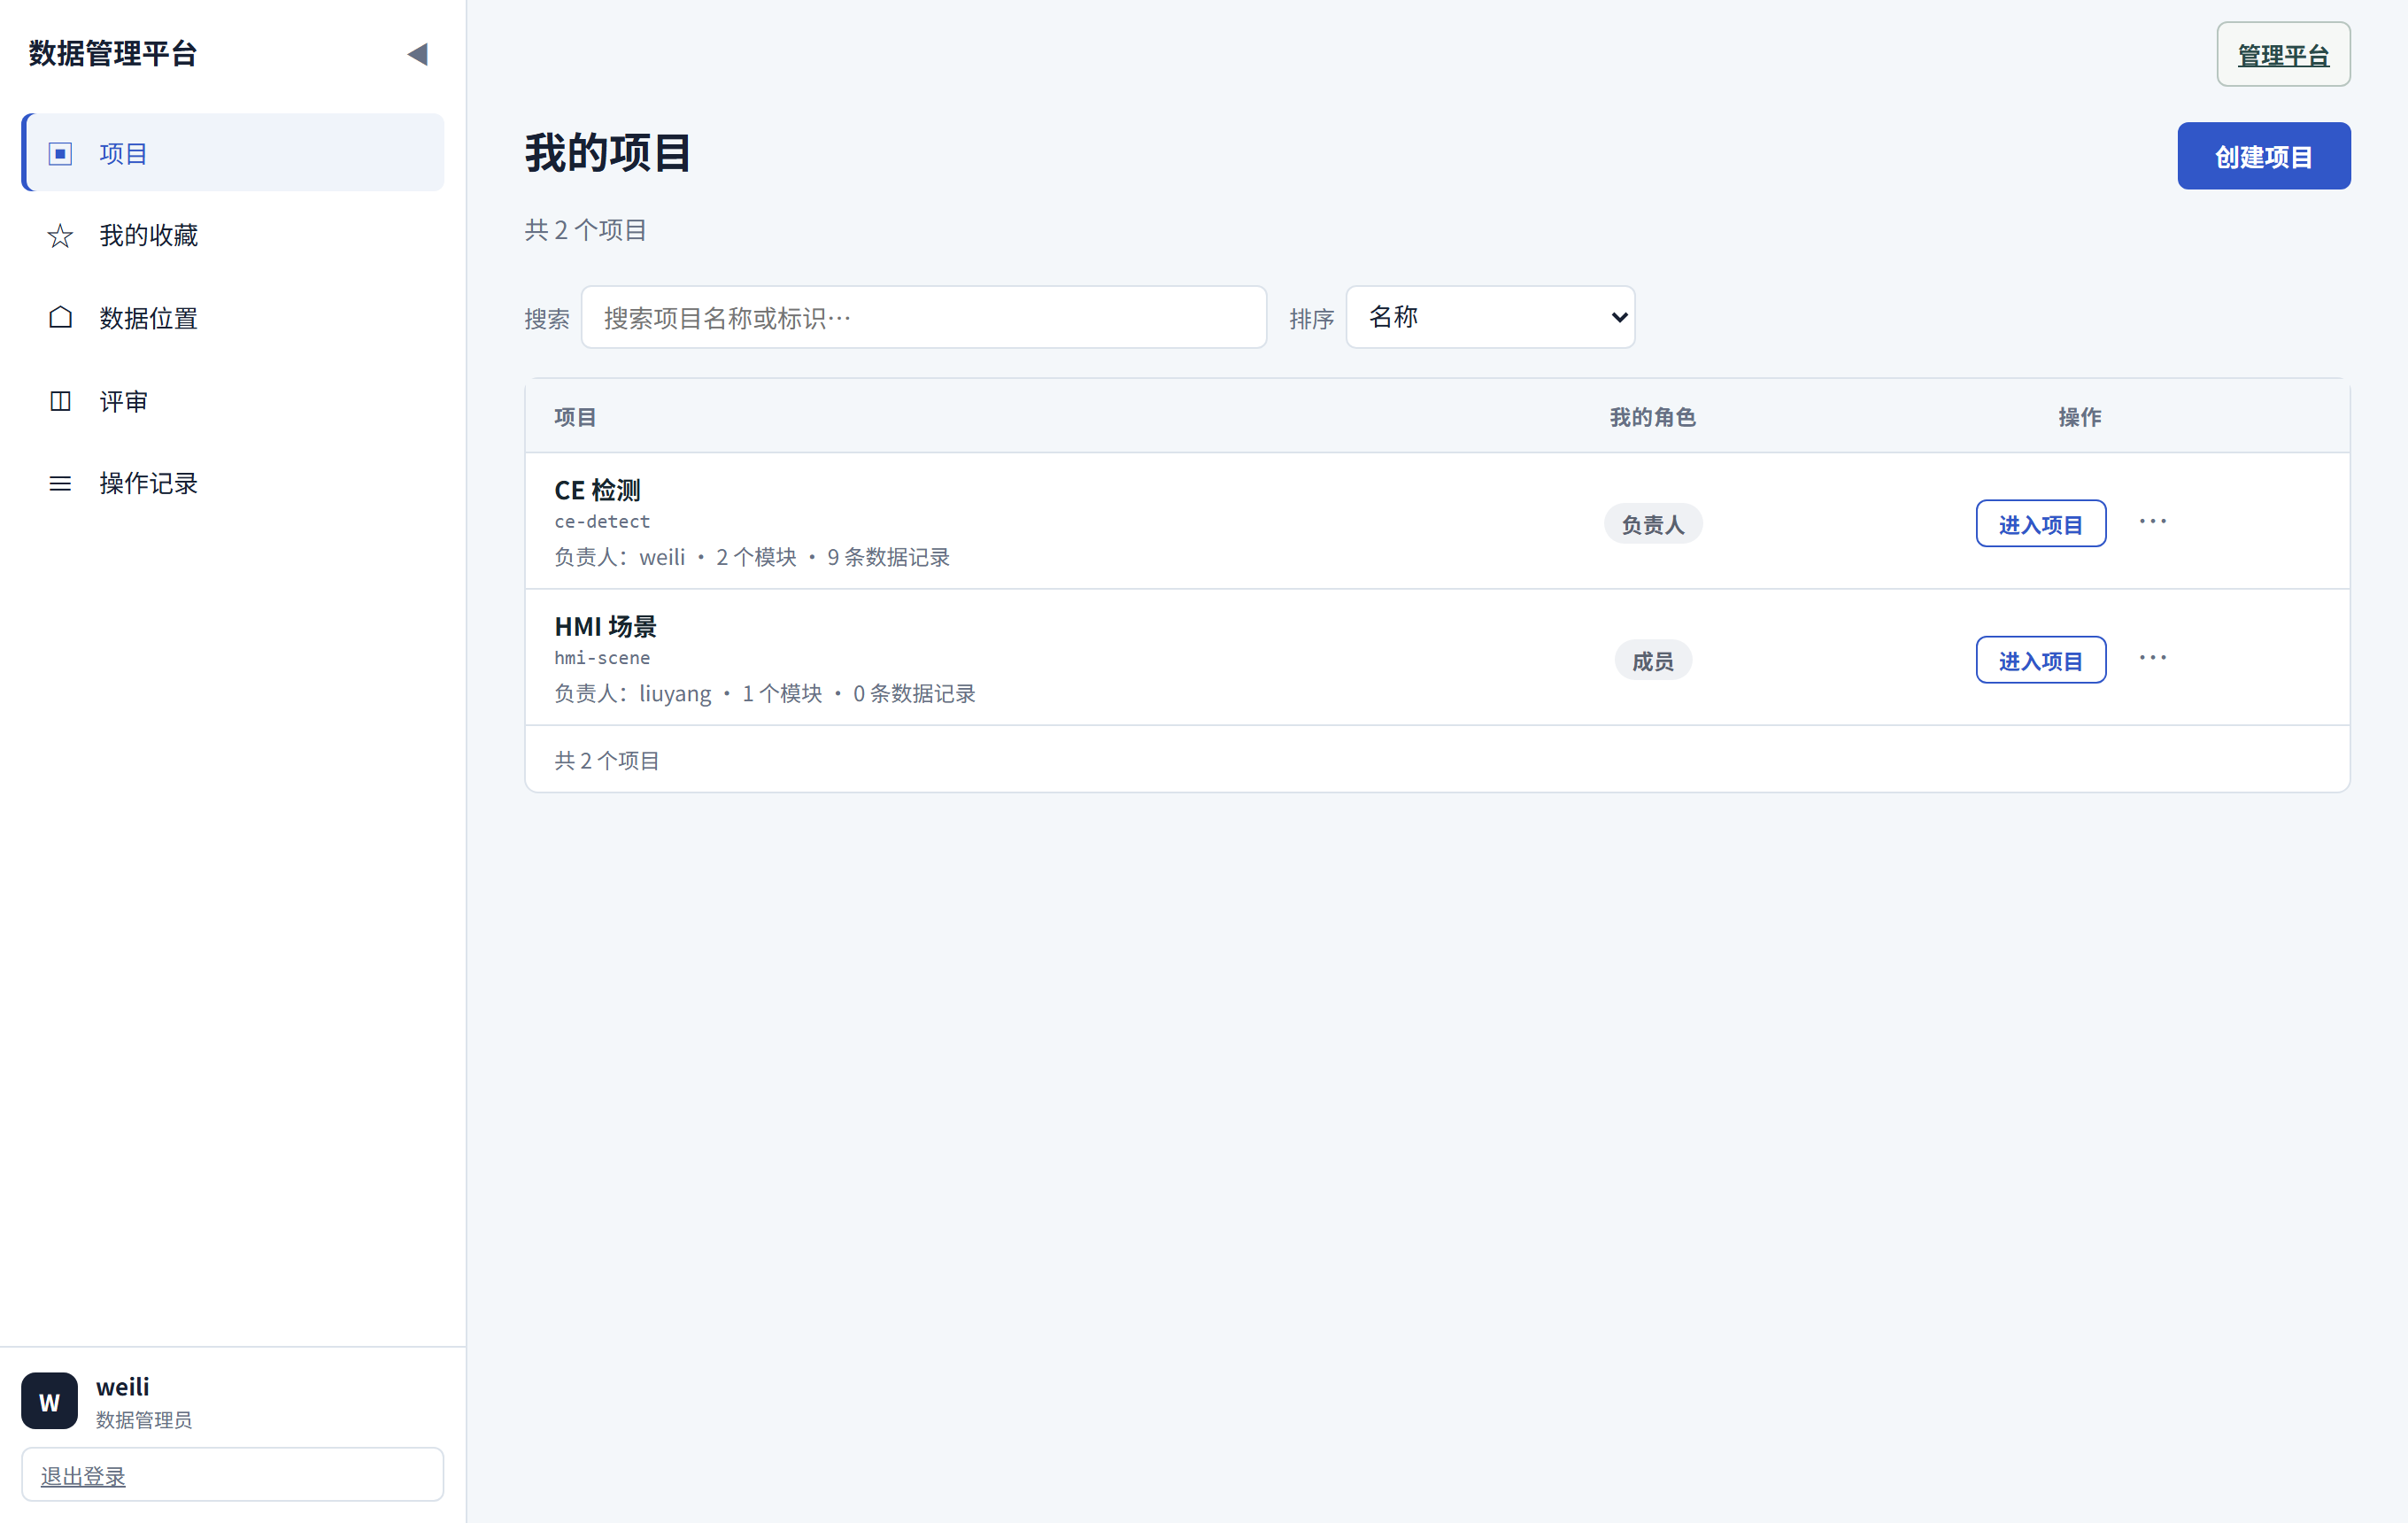 数据管理平台
项目
我的收藏
数据位置
评审
操作记录
weili
数据管理员
W
退出登录
管理平台
我的项目
创建项目
共 2 个项目
搜索 搜索项目名称或标识… 排序 名称
项目 我的角色 操作
CE 检测
ce-detect
负责人：weili · 2 个模块 · 9 条数据记录
负责人 进入项目 ···
HMI 场景
hmi-scene
负责人：liuyang · 1 个模块 · 0 条数据记录
成员 进入项目 ···
共 2 个项目